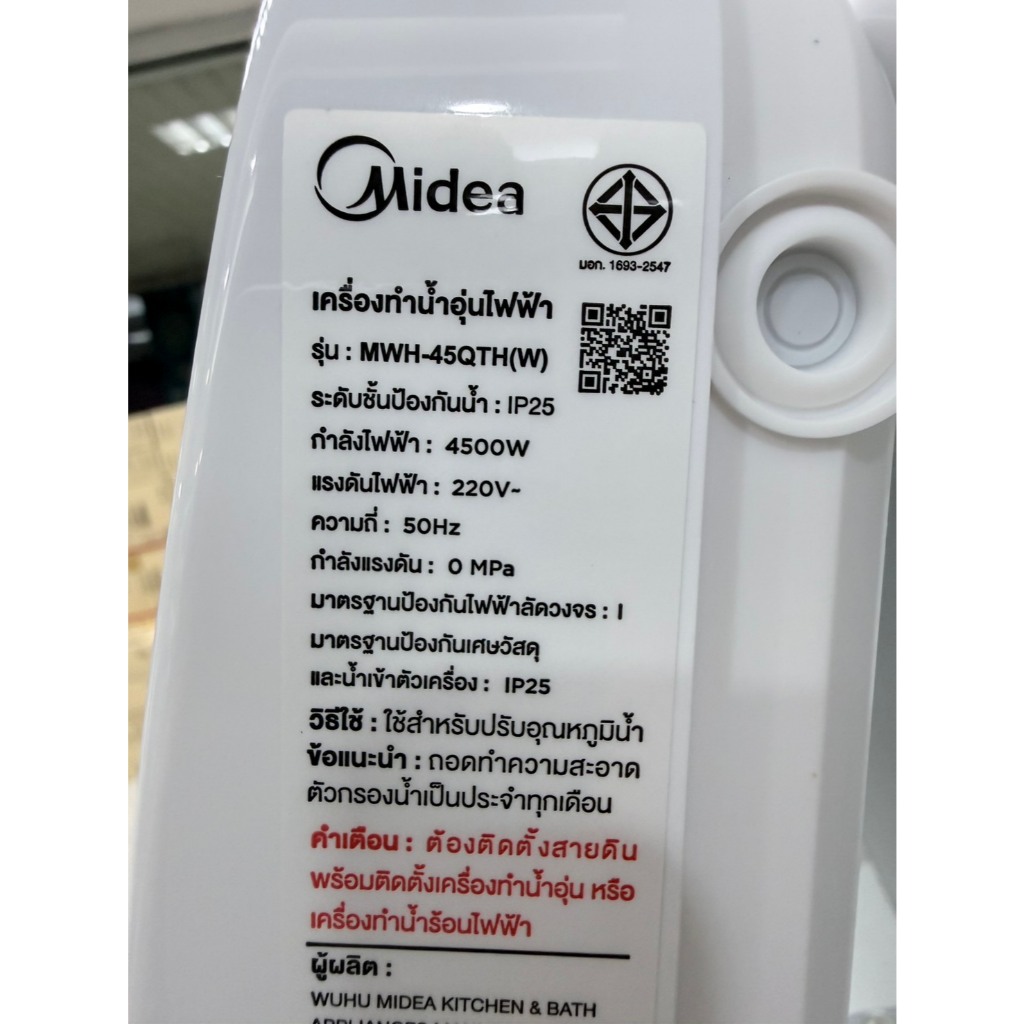 Midea
มอก. 1693-2547
เครื่องทำน้ำอุ่นไฟฟ้า
รุ่น : MWH-45QTH(W)
ระดับชั้นป้องกันน้ำ : IP25
กำลังไฟฟ้า : 4500W
แรงดันไฟฟ้า : 220V~
ความถี่ : 50Hz
กำลังแรงดัน : 0 MPa
มาตรฐานป้องกันไฟฟ้าลัดวงจร : I
มาตรฐานป้องกันเศษวัสดุ
และน้ำเข้าตัวเครื่อง : IP25
วิธีใช้ : ใช้สำหรับปรับอุณหภูมิน้ำ
ข้อแนะนำ : ถอดทำความสะอาด
ตัวกรองน้ำเป็นประจำทุกเดือน
คำเตือน : ต้องติดตั้งสายดิน
พร้อมติดตั้งเครื่องทำน้ำอุ่น หรือ
เครื่องทำน้ำร้อนไฟฟ้า
ผู้ผลิต :
WUHU MIDEA KITCHEN & BATH